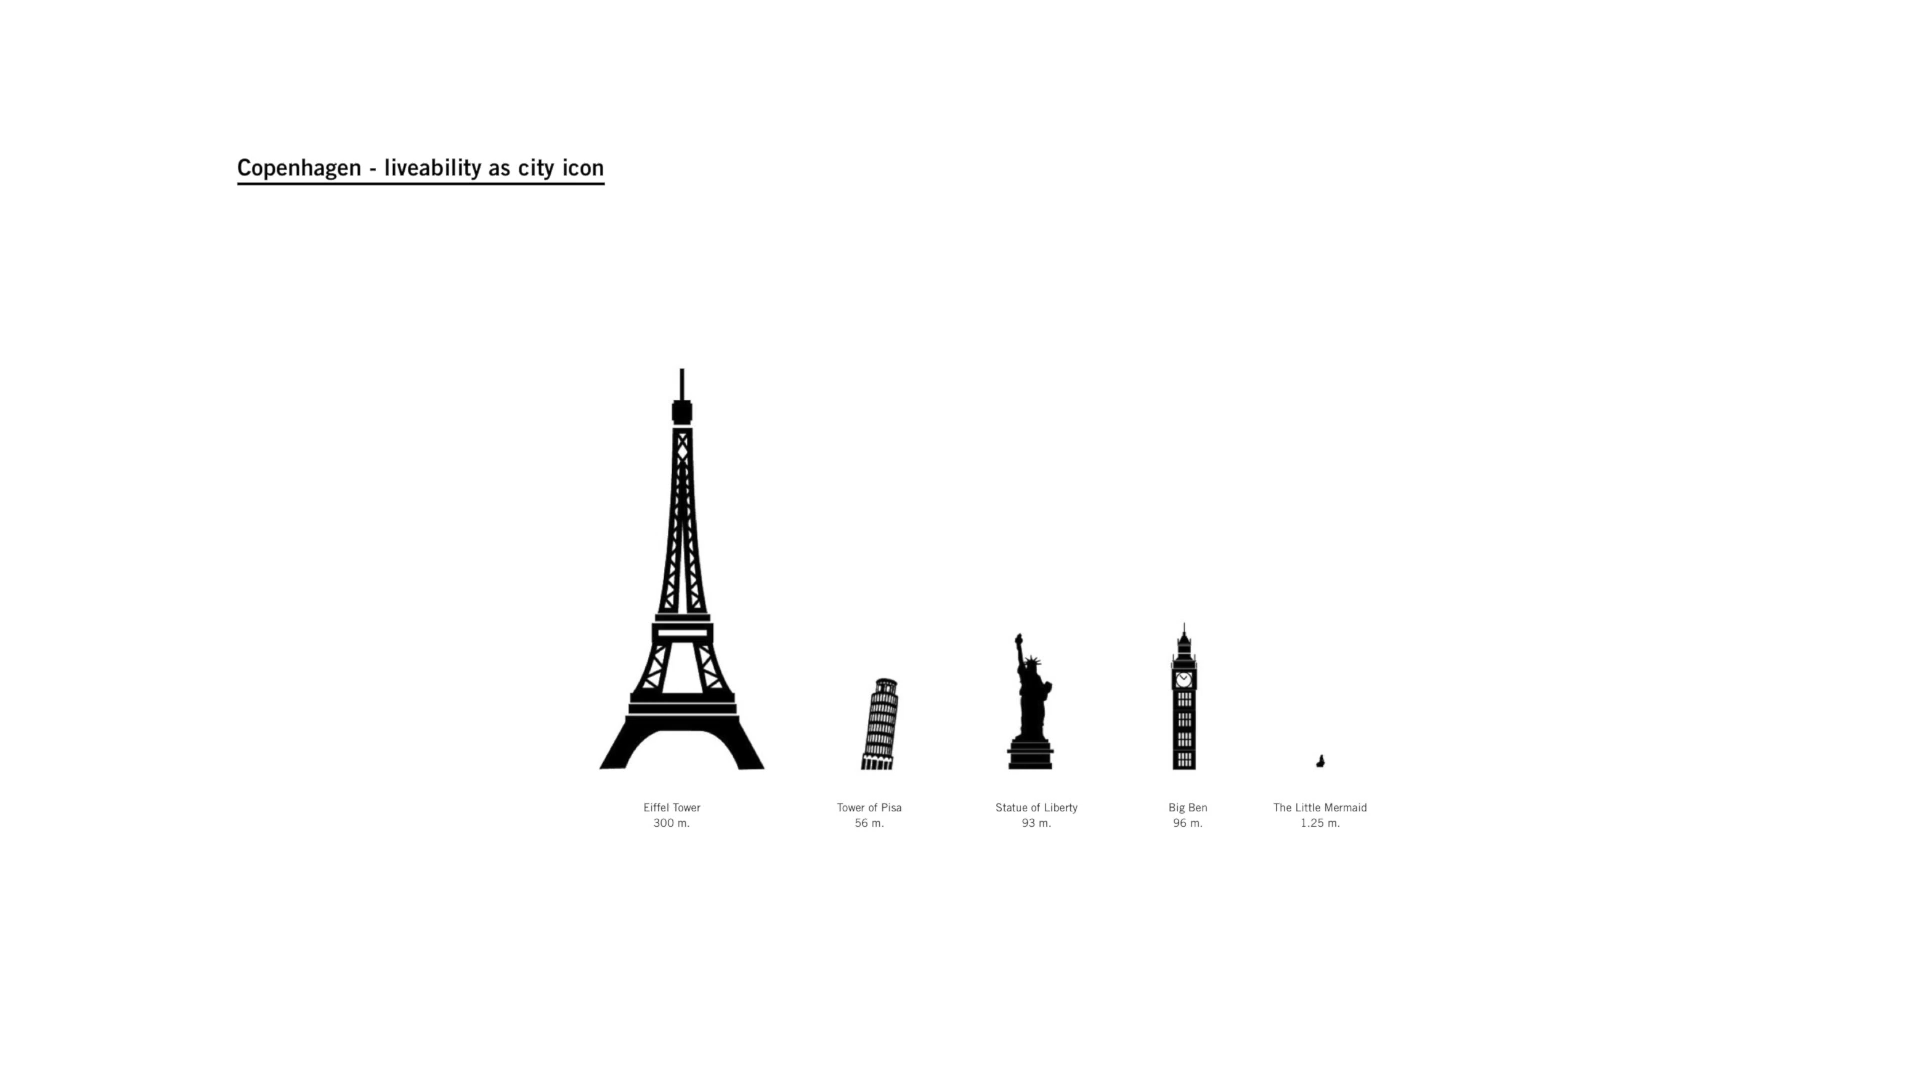 Copenhagen - liveability as city icon
Eiffel Tower
300 m.
Tower of Pisa
56 m.
Statue of Liberty
93 m.
Big Ben
96 m.
The Little Mermaid
1.25 m.